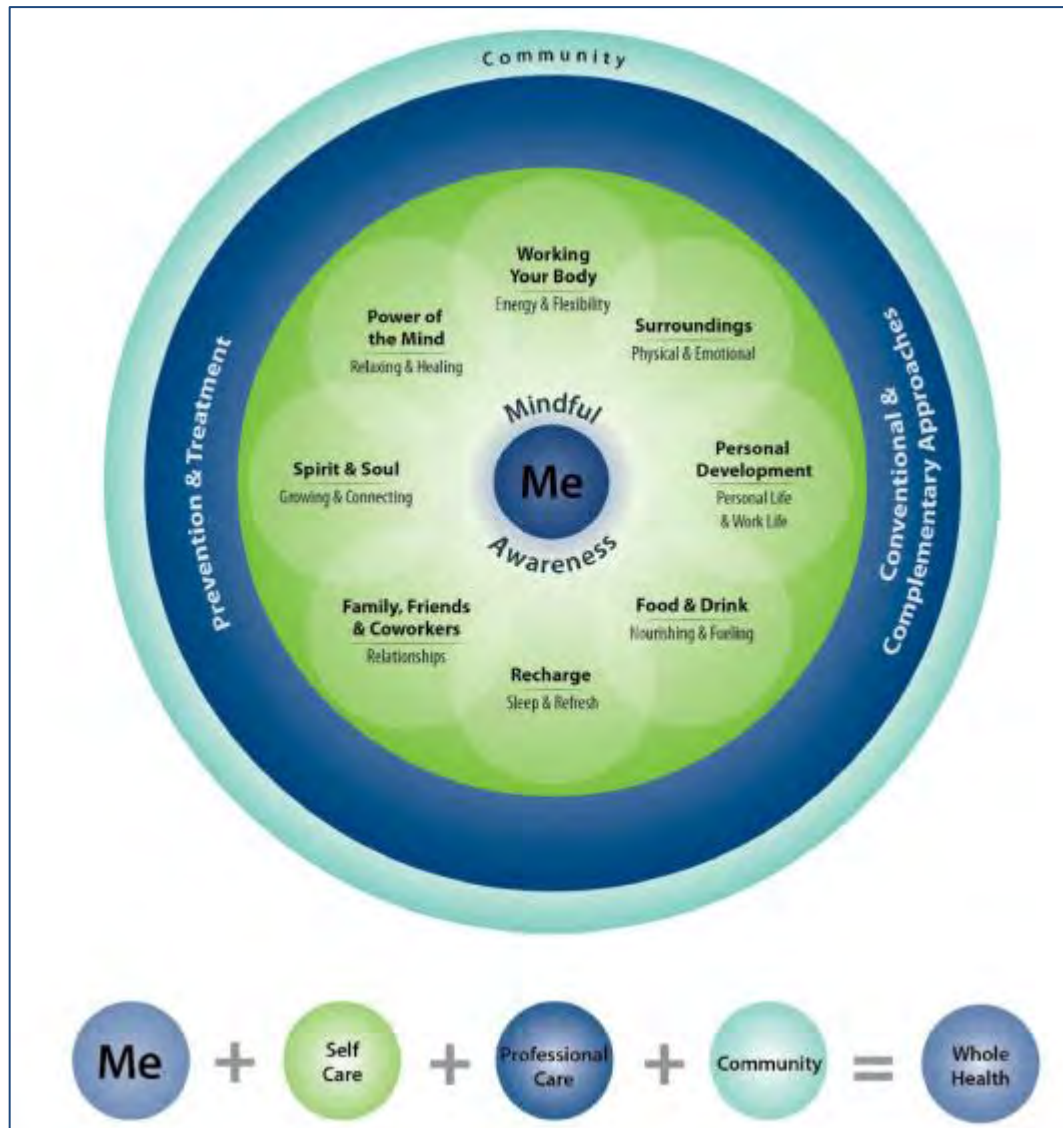 Community
Working
Your Body
Energy & Flexibility
Surroundings
Physical & Emotional
Personal
Development
Personal Life
& Work Life
Food & Drink
Nourishing & Fueling
Recharge
Sleep & Refresh
Family, Friends
& Coworkers
Relationships
Spirit & Soul
Growing & Connecting
Power of
the Mind
Relaxing & Healing
Mindful
Me
Awareness
Prevention & Treatment
Conventional &
Complementary Approaches
Me + Self Care + Professional Care + Community = Whole Health